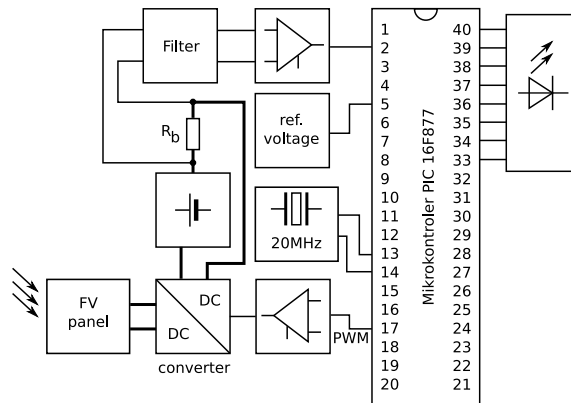 Filter
R_b
ref.
voltage
20MHz
FV
panel
DC
DC
converter
PWM
Mikrokontroler PIC 16F877
1 40
2 39
3 38
4 37
5 36
6 35
7 34
8 33
9 32
10 31
11 30
12 29
13 28
14 27
15 26
16 25
17 24
18 23
19 22
20 21